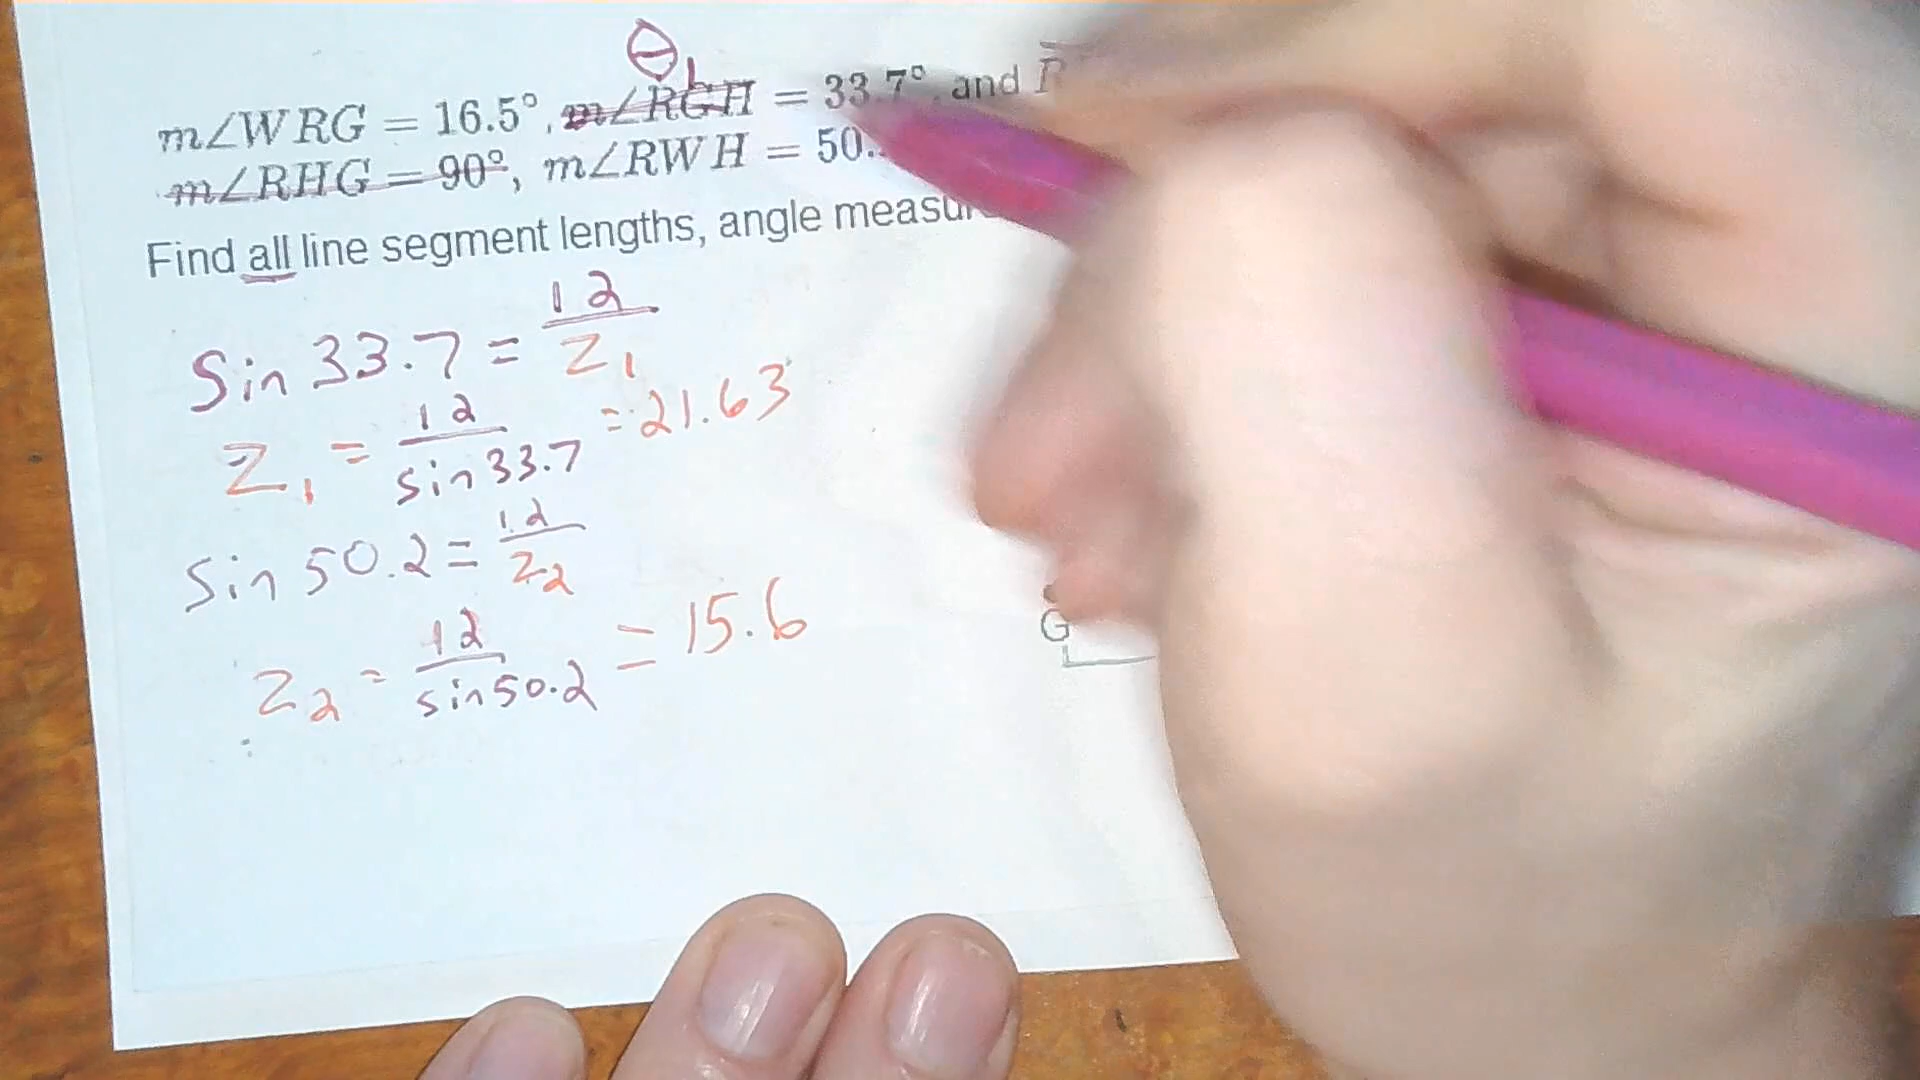 θ₁
m∠WRG = 16.5°, m∠RGH = 33.7°, and R
m∠RHG = 90°, m∠RWH = 50.
Find all line segment lengths, angle
Sin 33.7 = 12/Z₁
Z₁ = 12/sin 33.7 = 21.63
Sin 50.2 = 12/Z₂
Z₂ = 12/sin 50.2 = 15.6
G